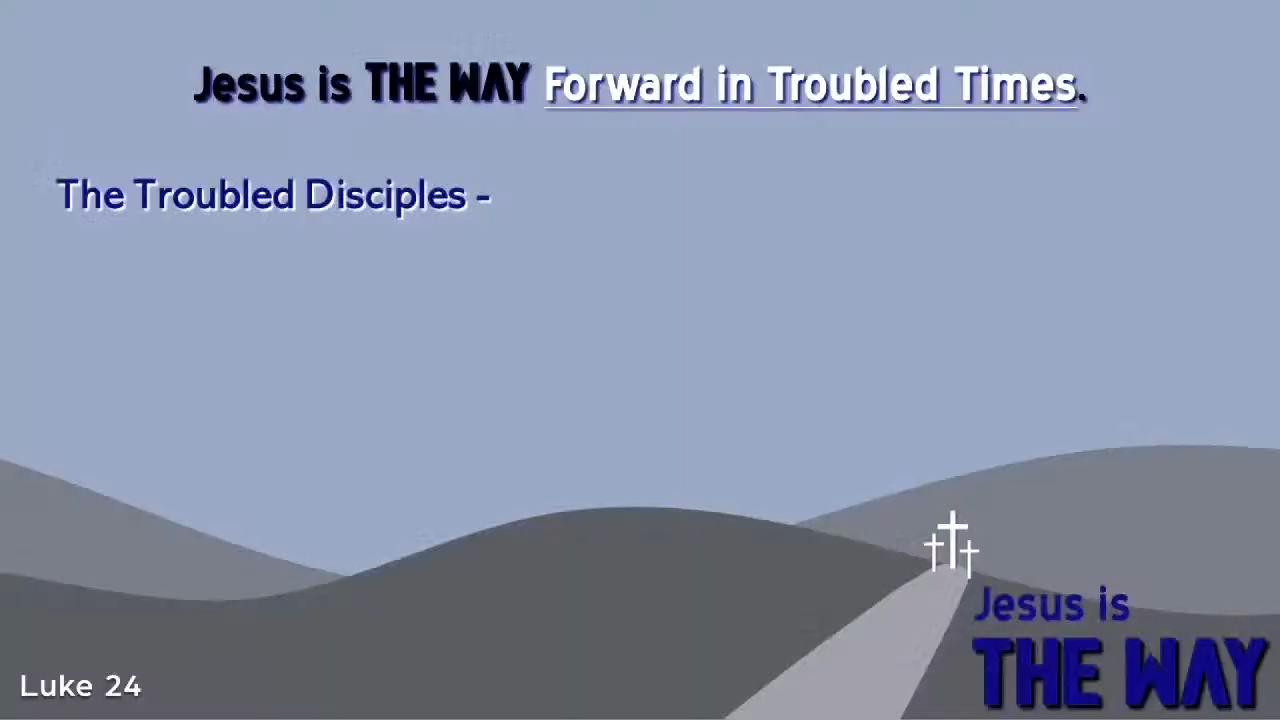 Jesus is THE WAY Forward in Troubled Times.
The Troubled Disciples -
Jesus is
THE WAY
Luke 24